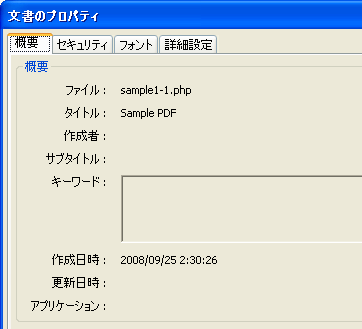 文書のプロパティ
概要 セキュリティ フォント 詳細設定
概要
ファイル： sample1-1.php
タイトル： Sample PDF
作成者：
サブタイトル：
キーワード：
作成日時： 2008/09/25 2:30:26
更新日時：
アプリケーション：